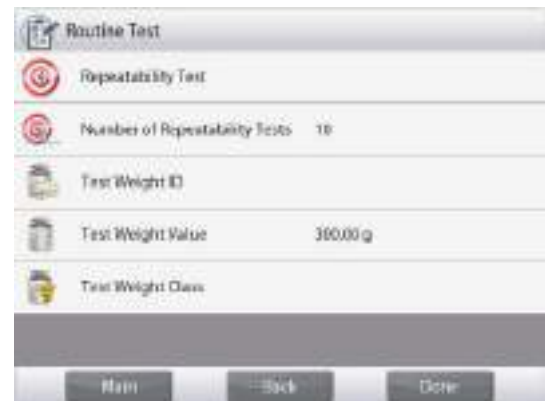 Routine Test
Repeatability Test
Number of Repeatability Tests 10
Test Weight ID
Test Weight Value 300.00 g
Test Weight Class
Main Back Done